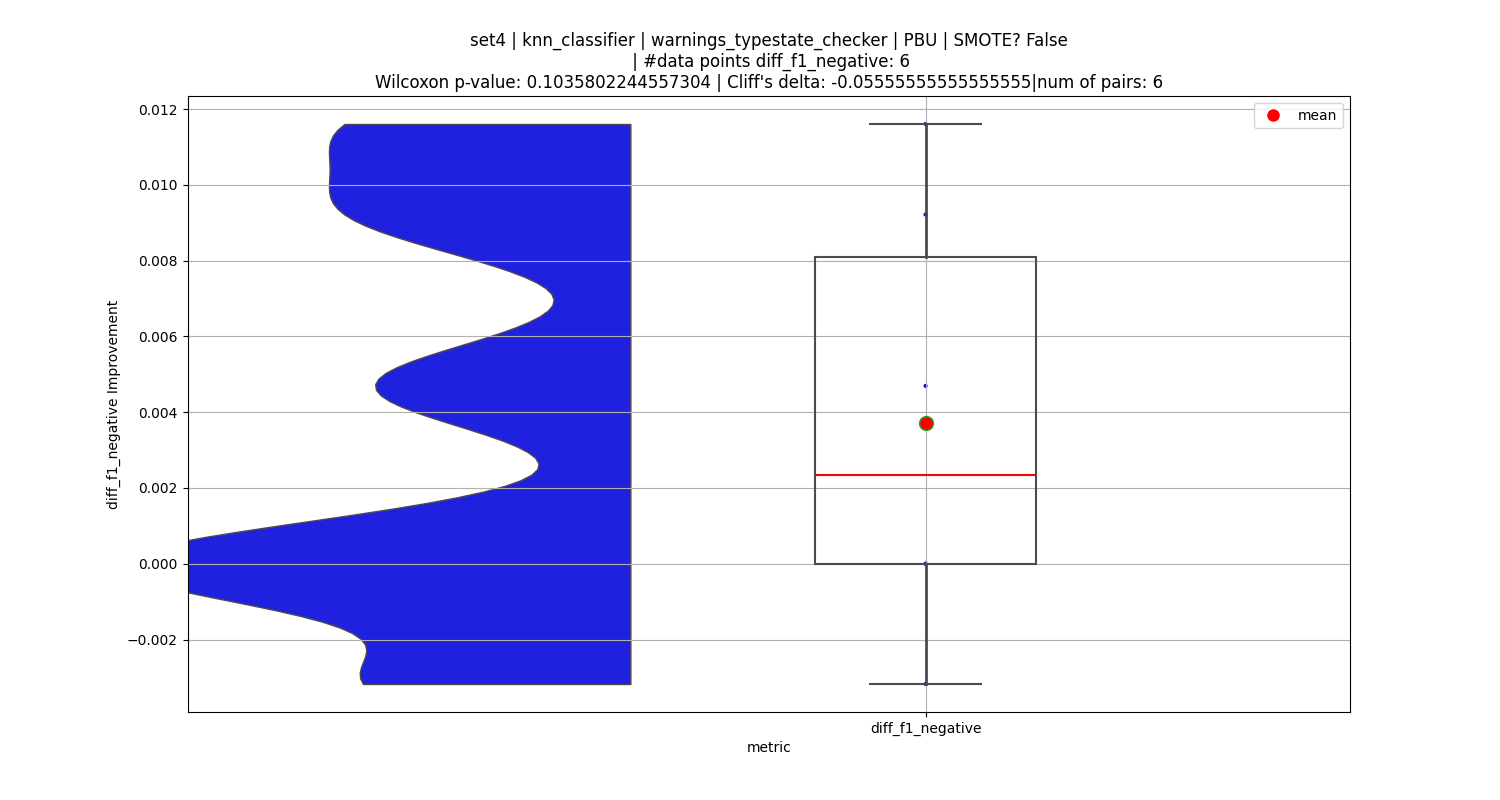 set4 | knn_classifier | warnings_typestate_checker | PBU | SMOTE? False
| #data points diff_f1_negative: 6
Wilcoxon p-value: 0.1035802244557304 | Cliff's delta: -0.05555555555555555|num of pairs: 6
mean
0.012
0.010
0.008
0.006
0.004
0.002
0.000
−0.002
diff_f1_negative Improvement
diff_f1_negative
metric